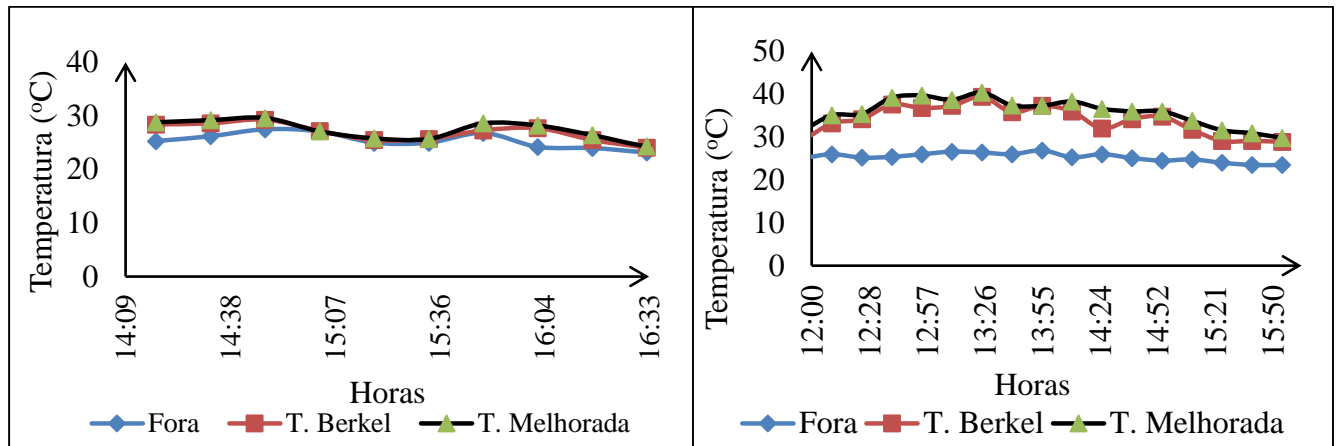 Temperatura (ºC)
40
30
20
10
0
14:09
14:38
15:07
15:36
16:04
16:33
Horas
Fora
T. Berkel
T. Melhorada
Temperatura (ºC)
50
40
30
20
10
0
12:00
12:28
12:57
13:26
13:55
14:24
14:52
15:21
15:50
Horas
Fora
T. Berkel
T. Melhorada